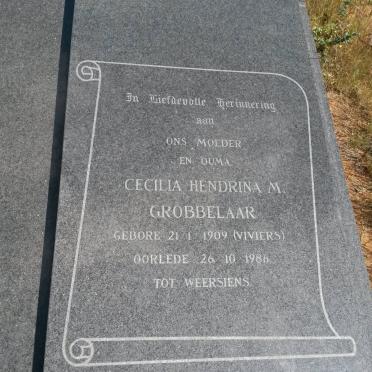 In Liefdevolle Herinnering
aan
ONS MOEDER
EN OUMA
CECILIA HENDRINA M.
GROBBELAAR
GEBORE 21 1 1909 (VIVIERS)
OORLEDE 26 10 1986
TOT WEERSIENS